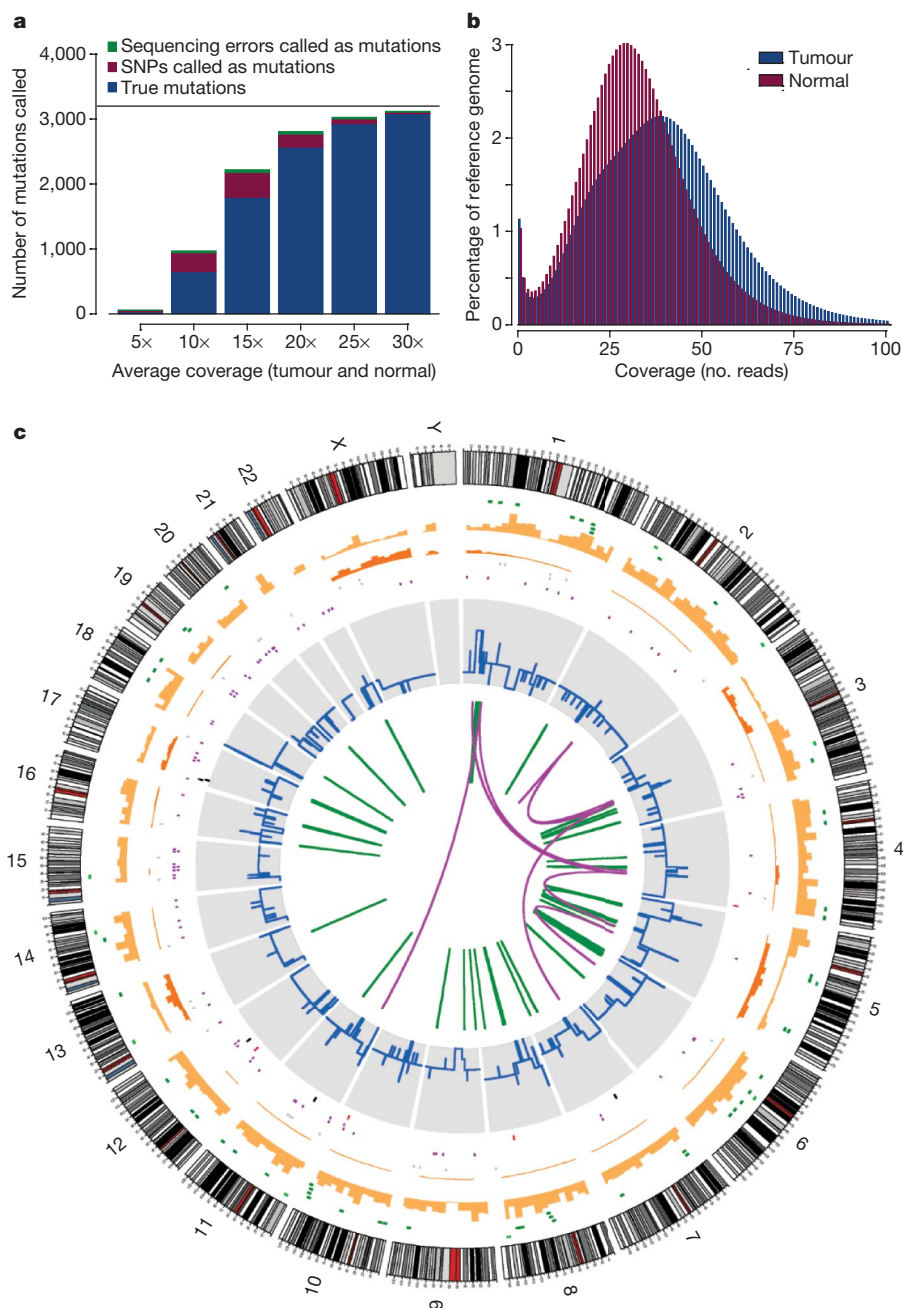 a
4,000
3,000
2,000
1,000
0
Number of mutations called
Sequencing errors called as mutations
SNPs called as mutations
True mutations
5× 10× 15× 20× 25× 30×
Average coverage (tumour and normal)
b
3
2
1
0
Percentage of reference genome
Tumour
Normal
0 25 50 75 100
Coverage (no. reads)
c
1
2
3
4
5
6
7
8
9
10
11
12
13
14
15
16
17
18
19
20
21
22
X
Y